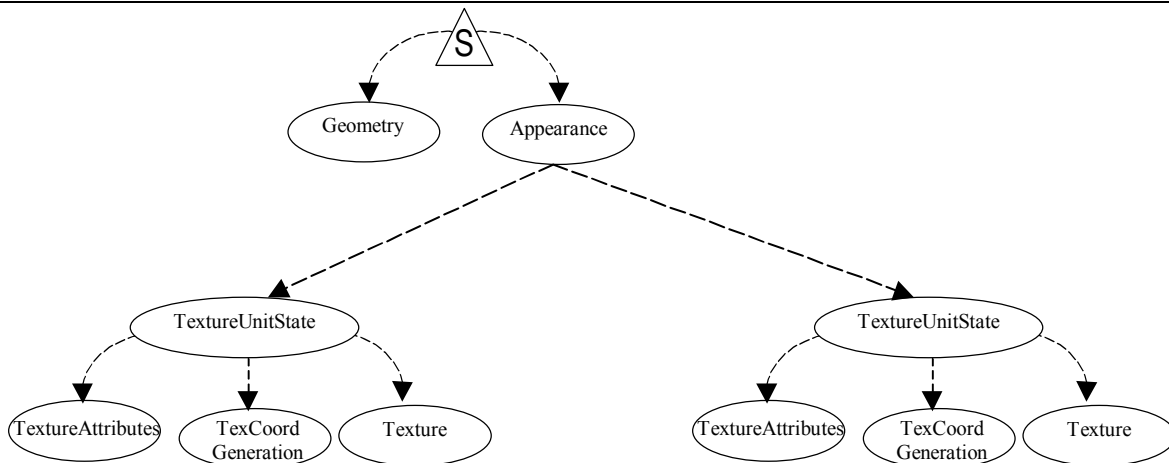 S
Geometry
Appearance
TextureUnitState
TextureUnitState
TextureAttributes
TexCoord
Generation
Texture
TextureAttributes
TexCoord
Generation
Texture